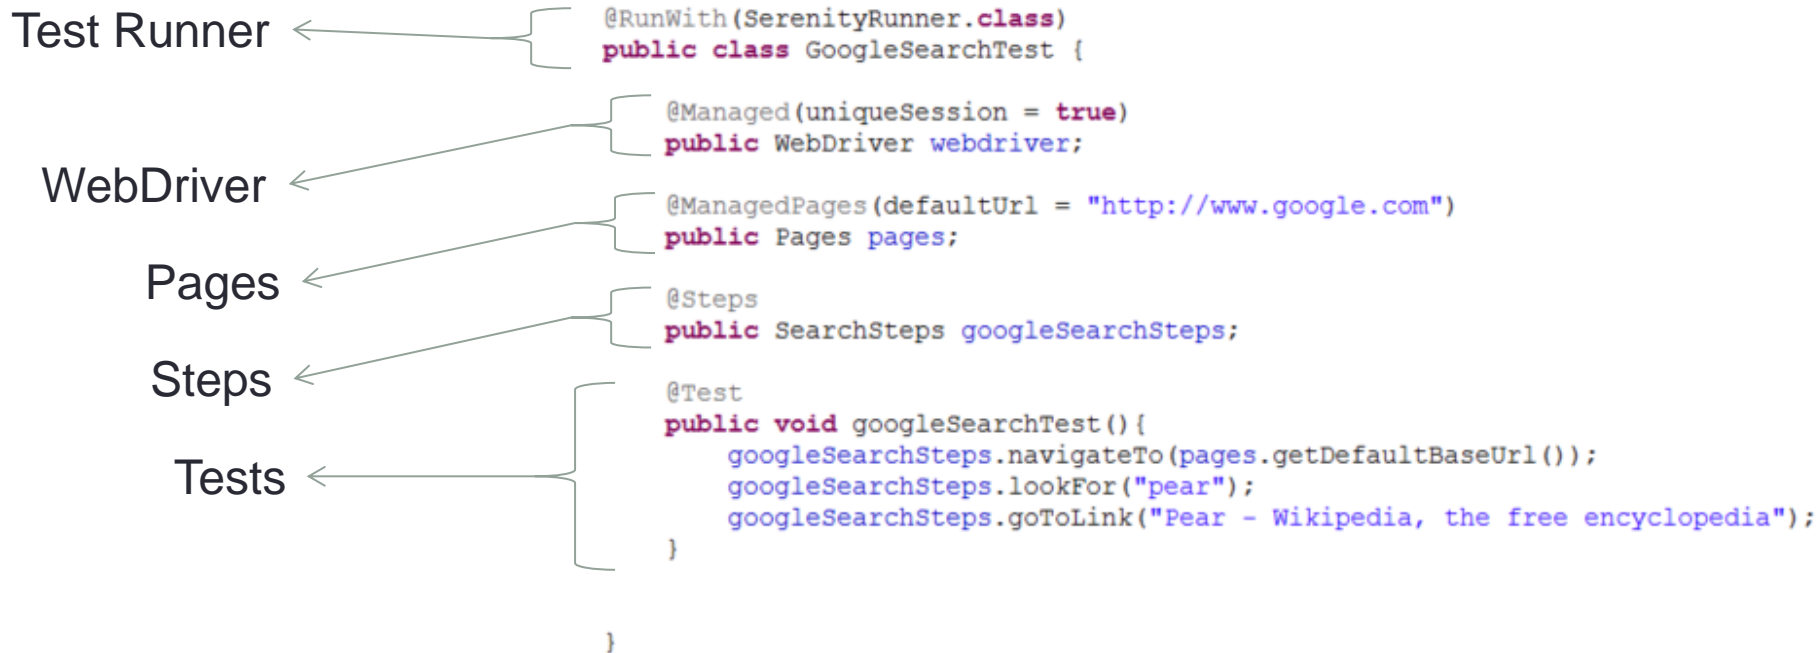 Test Runner
WebDriver
Pages
Steps
Tests
@RunWith(SerenityRunner.class)
public class GoogleSearchTest {
@Managed(uniqueSession = true)
public WebDriver webdriver;
@ManagedPages(defaultUrl = "http://www.google.com")
public Pages pages;
@Steps
public SearchSteps googleSearchSteps;
@Test
public void googleSearchTest(){
googleSearchSteps.navigateTo(pages.getDefaultBaseUrl());
googleSearchSteps.lookFor("pear");
googleSearchSteps.goToLink("Pear – Wikipedia, the free encyclopedia");
}
}